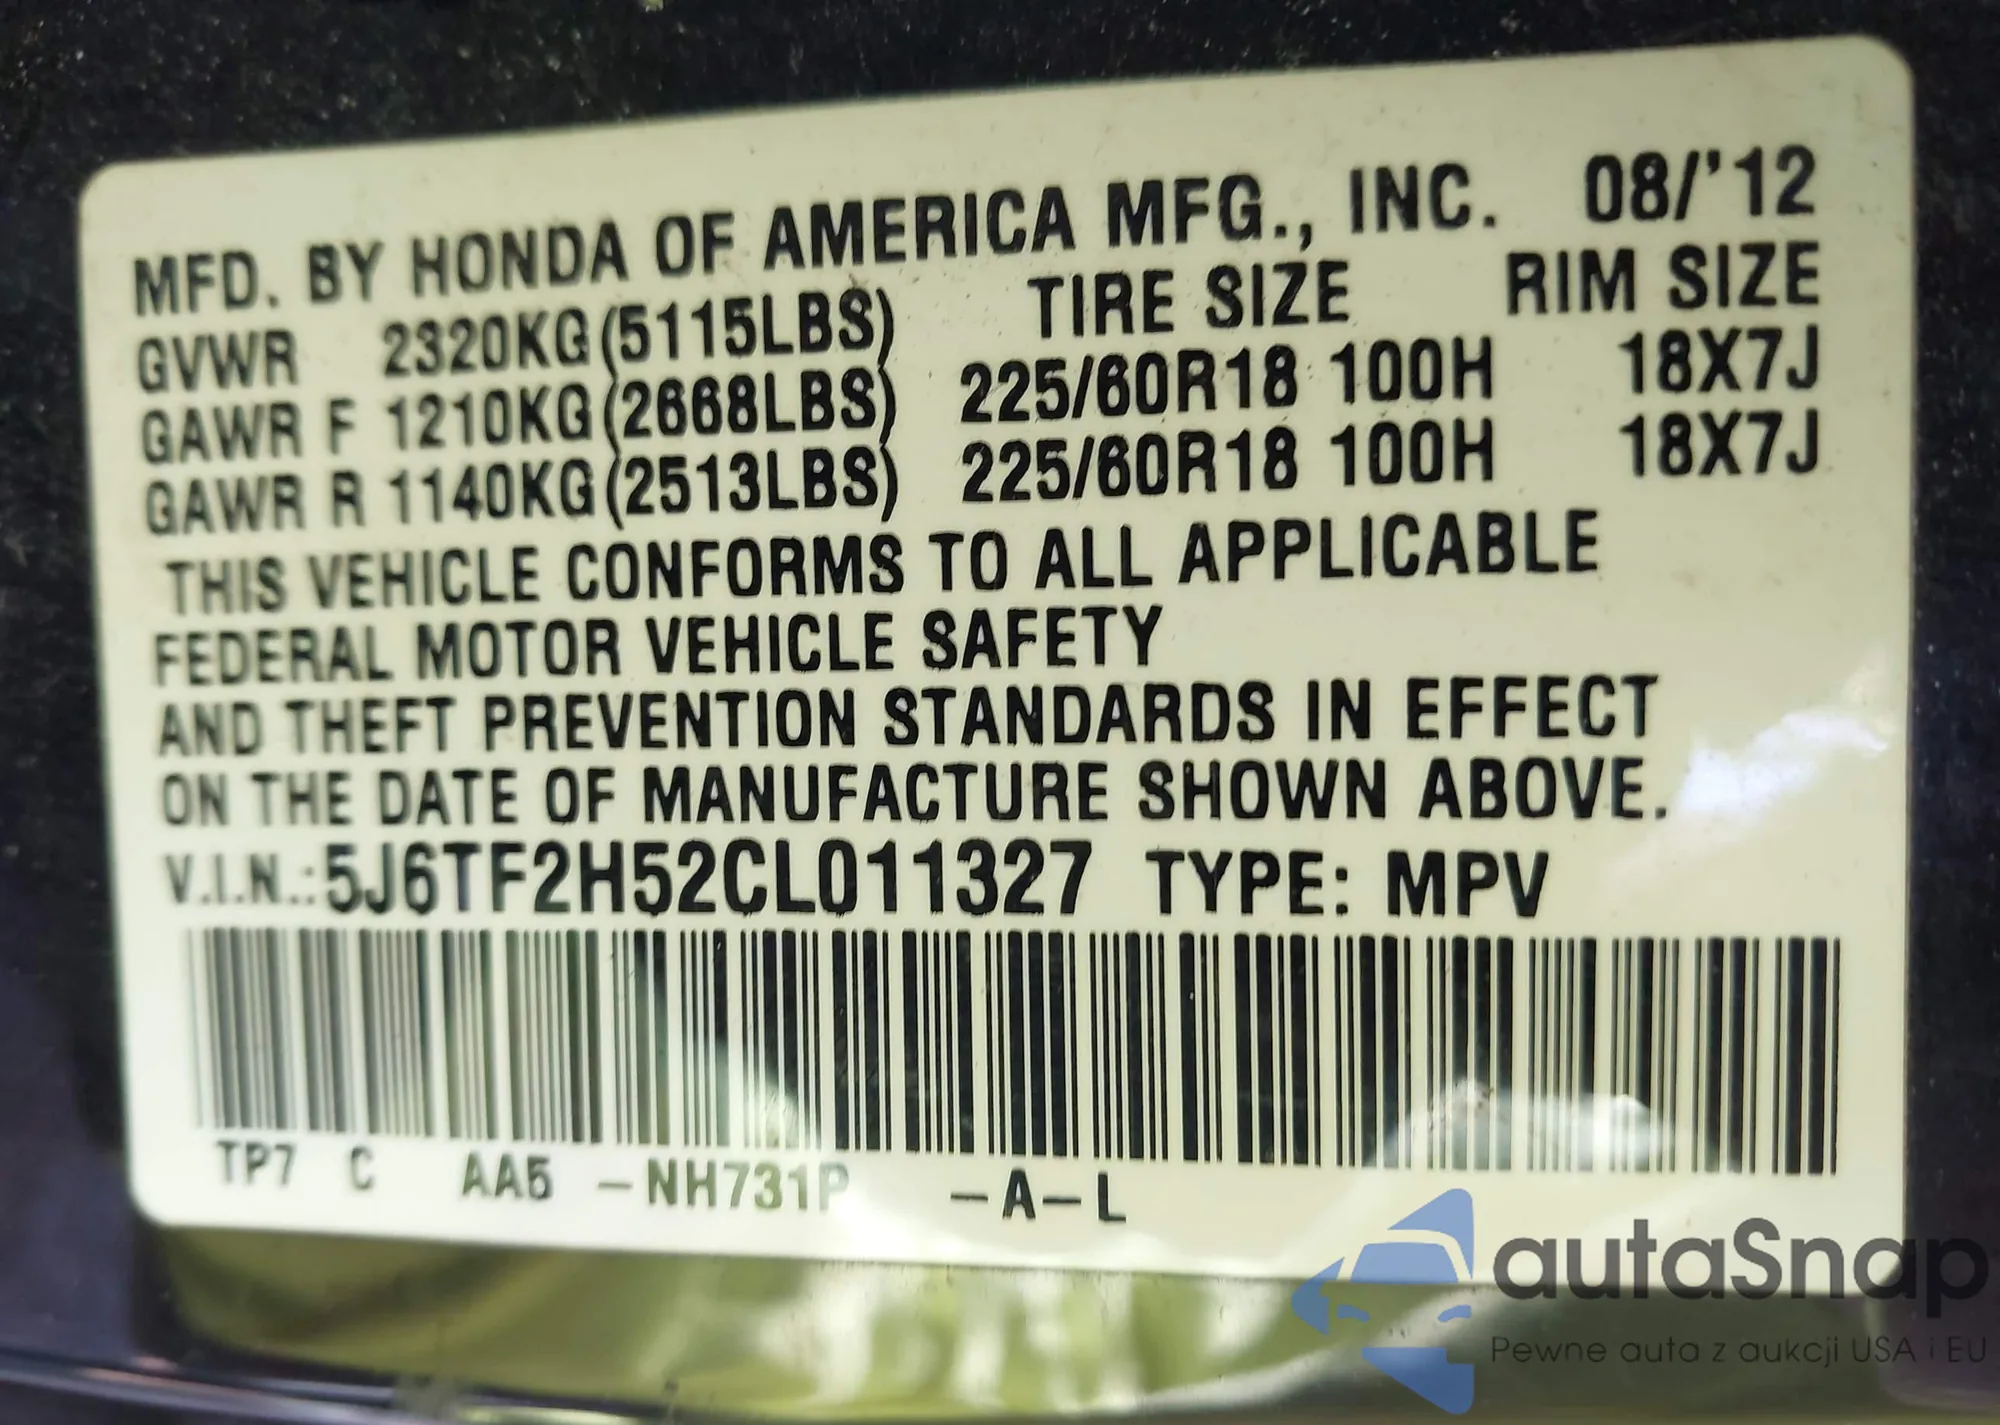 MFD. BY HONDA OF AMERICA MFG., INC. 08/'12
GVWR 2320KG(5115LBS) TIRE SIZE RIM SIZE
GAWR F 1210KG(2668LBS) 225/60R18 100H 18X7J
GAWR R 1140KG(2513LBS) 225/60R18 100H 18X7J
THIS VEHICLE CONFORMS TO ALL APPLICABLE
FEDERAL MOTOR VEHICLE SAFETY
AND THEFT PREVENTION STANDARDS IN EFFECT
ON THE DATE OF MANUFACTURE SHOWN ABOVE.
V.I.N.:5J6TF2H52CL011327 TYPE: MPV
TP7 C AA5 -NH731P -A-L
autaSnap
Pewne auta z aukcji USA i EU